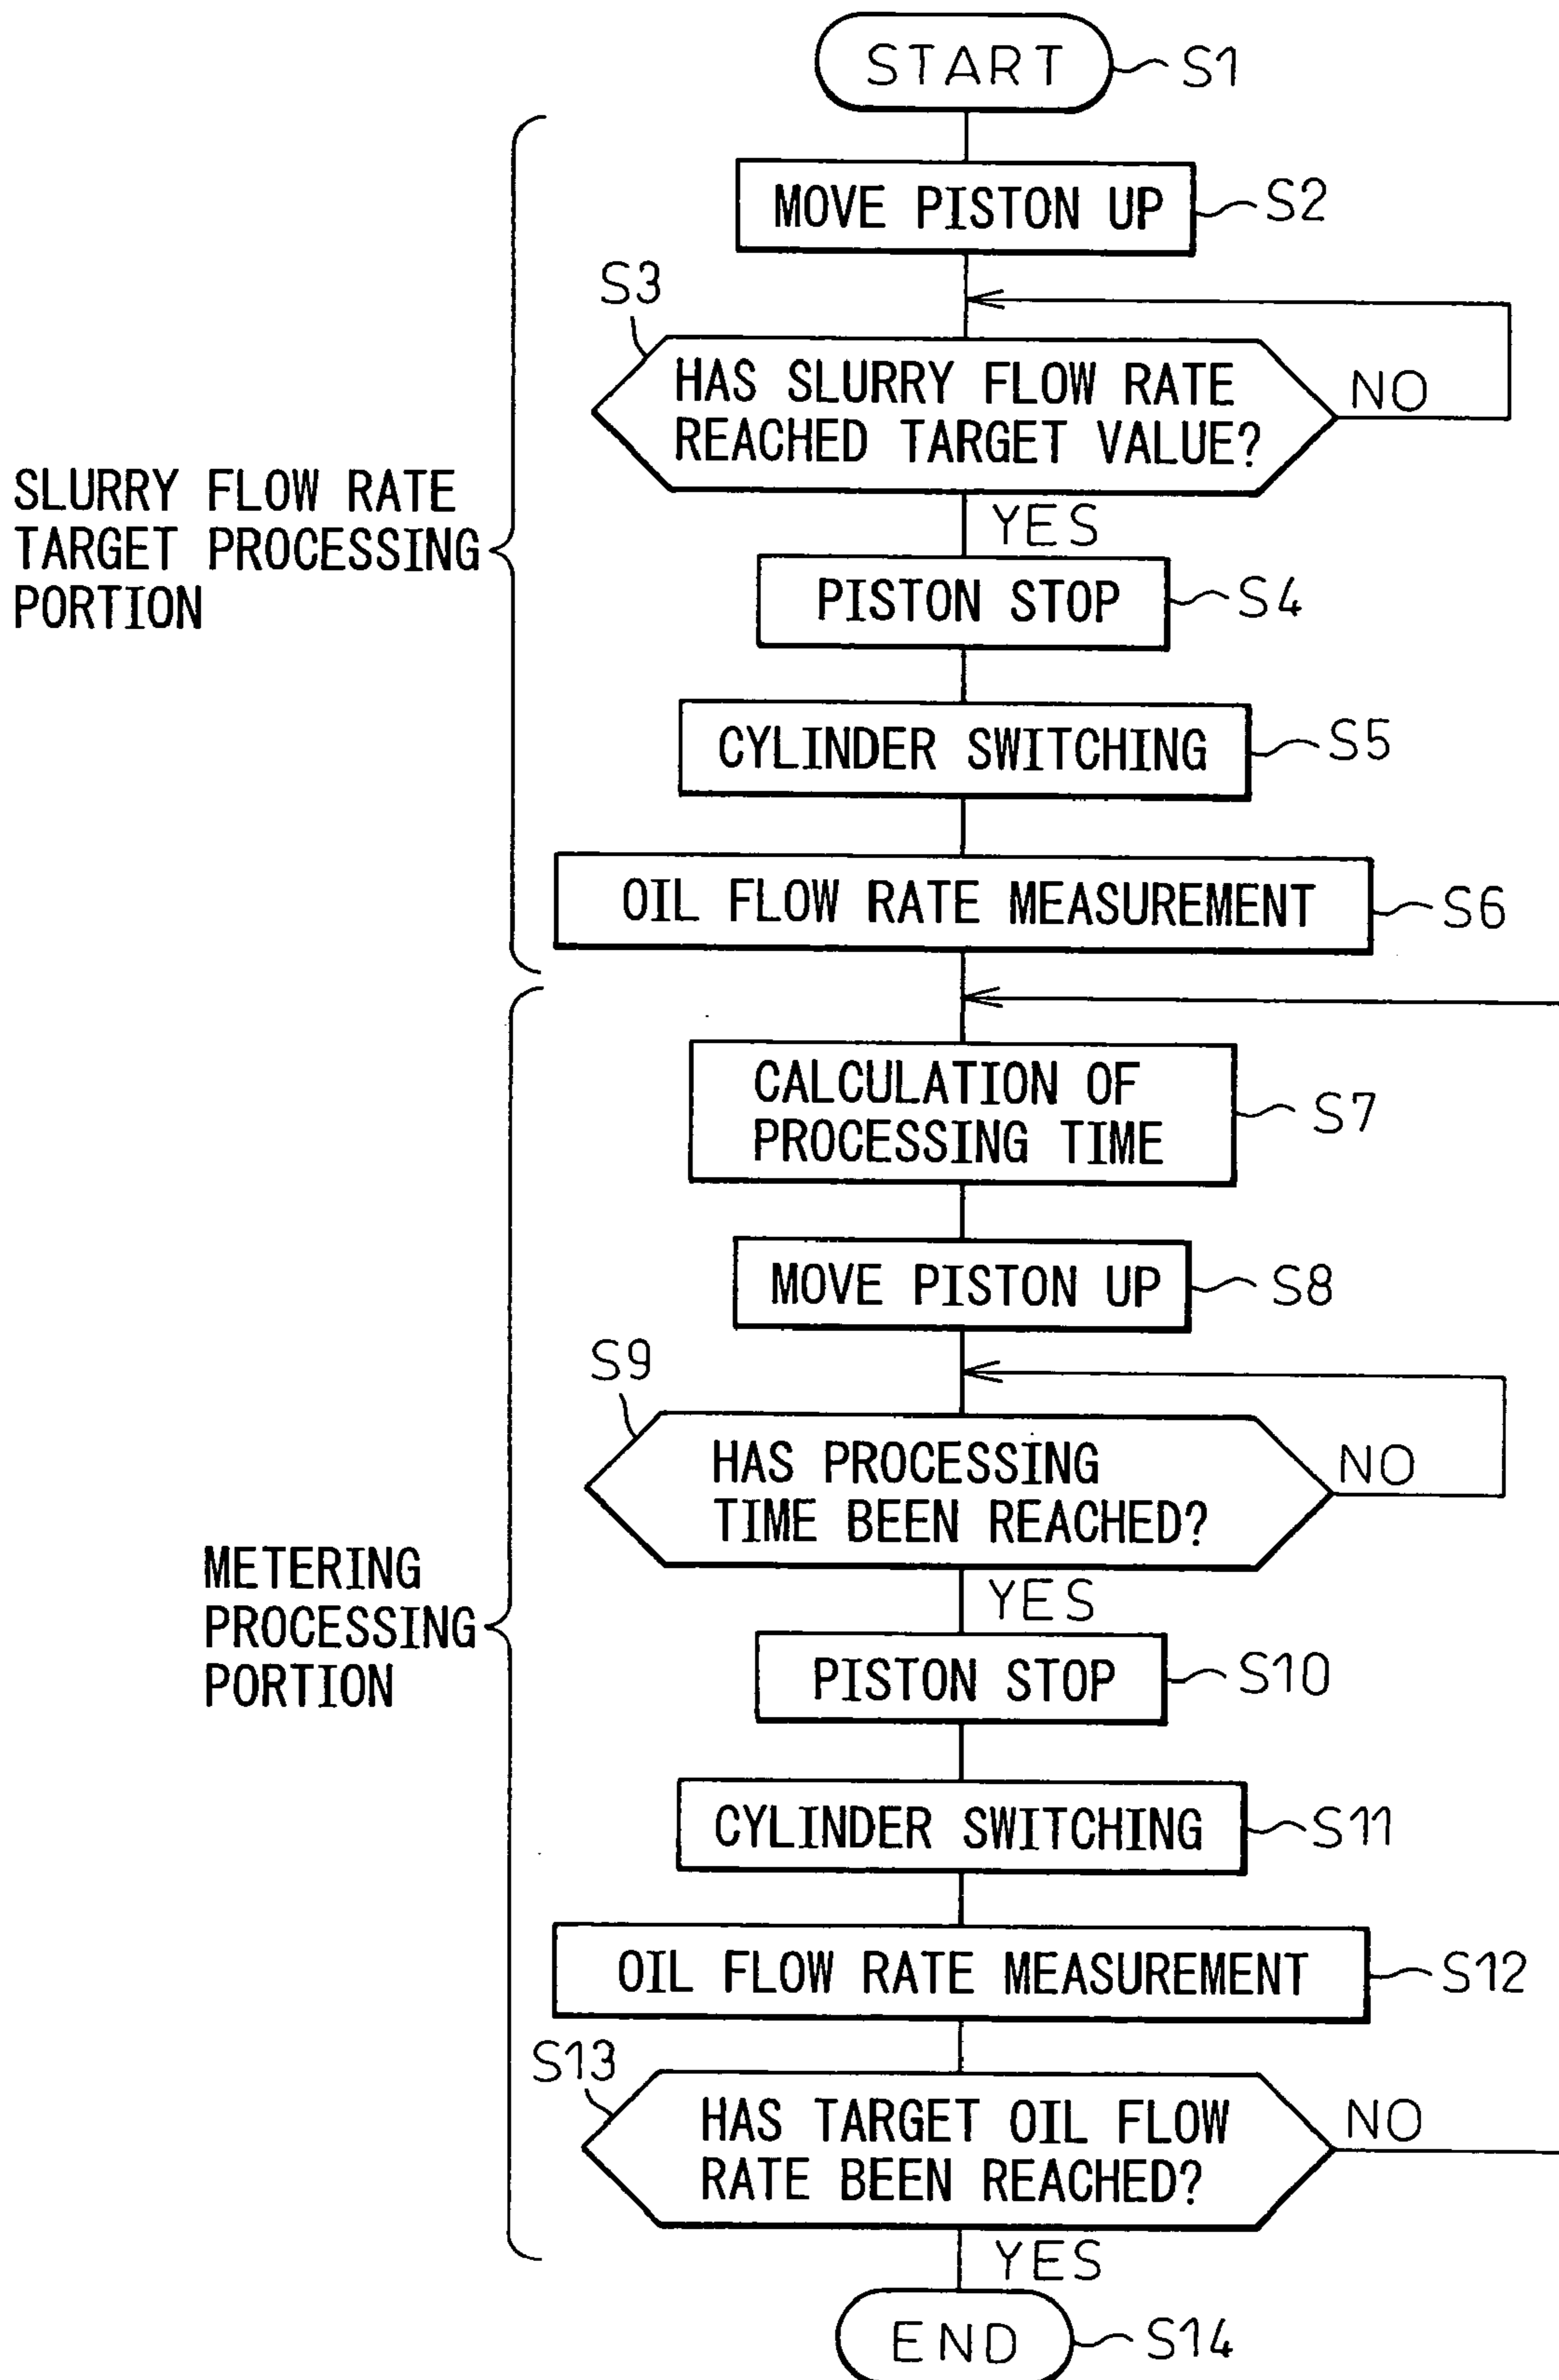 START
S1
MOVE PISTON UP
S2
S3
HAS SLURRY FLOW RATE
REACHED TARGET VALUE?
NO
YES
SLURRY FLOW RATE
TARGET PROCESSING
PORTION
PISTON STOP
S4
CYLINDER SWITCHING
S5
OIL FLOW RATE MEASUREMENT
S6
CALCULATION OF
PROCESSING TIME
S7
MOVE PISTON UP
S8
S9
HAS PROCESSING
TIME BEEN REACHED?
NO
YES
METERING
PROCESSING
PORTION
PISTON STOP
S10
CYLINDER SWITCHING
S11
OIL FLOW RATE MEASUREMENT
S12
S13
HAS TARGET OIL FLOW
RATE BEEN REACHED?
NO
YES
END
S14